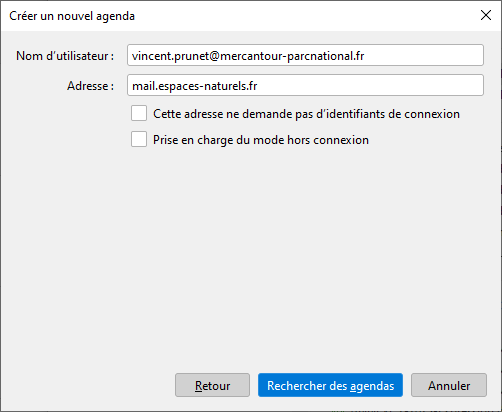 Créer un nouvel agenda
Nom d’utilisateur : vincent.prunet@mercantour-parcnational.fr
Adresse : mail.espaces-naturels.fr
Cette adresse ne demande pas d’identifiants de connexion
Prise en charge du mode hors connexion
Retour Rechercher des agendas Annuler